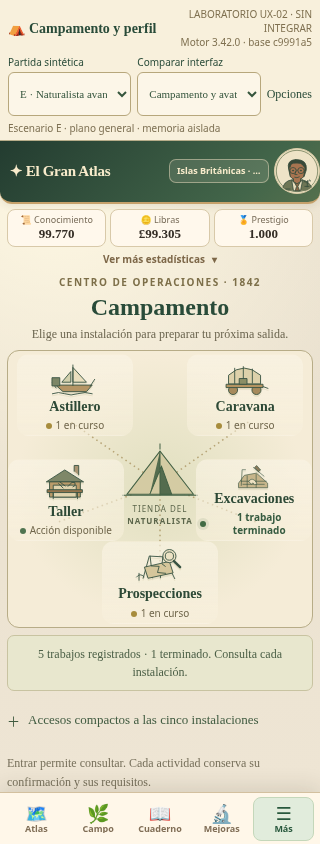 Campamento y perfil
LABORATORIO UX-02 · SIN INTEGRAR
Motor 3.42.0 · base c9991a5
Partida sintética
Comparar interfaz
E · Naturalista avan
Campamento y avat
Opciones
Escenario E · plano general · memoria aislada
El Gran Atlas
Islas Británicas · ...
Conocimiento
99.770
Libras
£99.305
Prestigio
1.000
Ver más estadísticas
CENTRO DE OPERACIONES · 1842
Campamento
Elige una instalación para preparar tu próxima salida.
Astillero
1 en curso
Caravana
1 en curso
Taller
Acción disponible
TIENDA DEL
NATURALISTA
Excavaciones
1 trabajo
terminado
Prospecciones
1 en curso
5 trabajos registrados · 1 terminado. Consulta cada
instalación.
Accesos compactos a las cinco instalaciones
Entrar permite consultar. Cada actividad conserva su
confirmación y sus requisitos.
Atlas
Campo
Cuaderno
Mejoras
Más